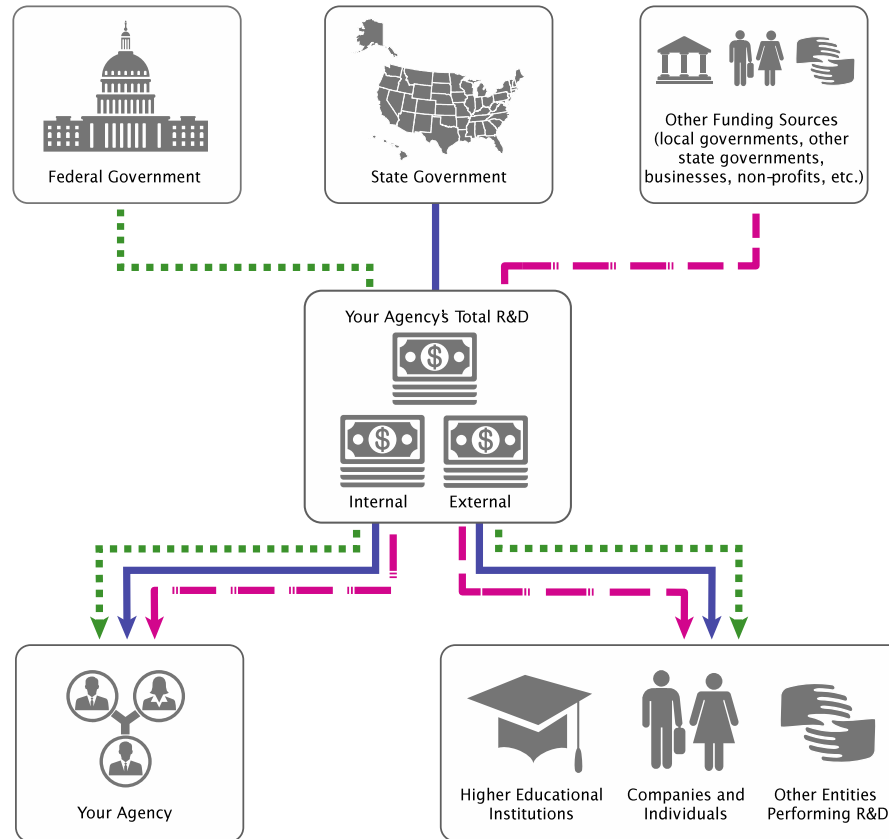 Federal Government
State Government
Other Funding Sources
(local governments, other
state governments,
businesses, non-profits, etc.)
Your Agency's Total R&D
$
$
$
Internal
External
Your Agency
Higher Educational
Institutions
Companies and
Individuals
Other Entities
Performing R&D